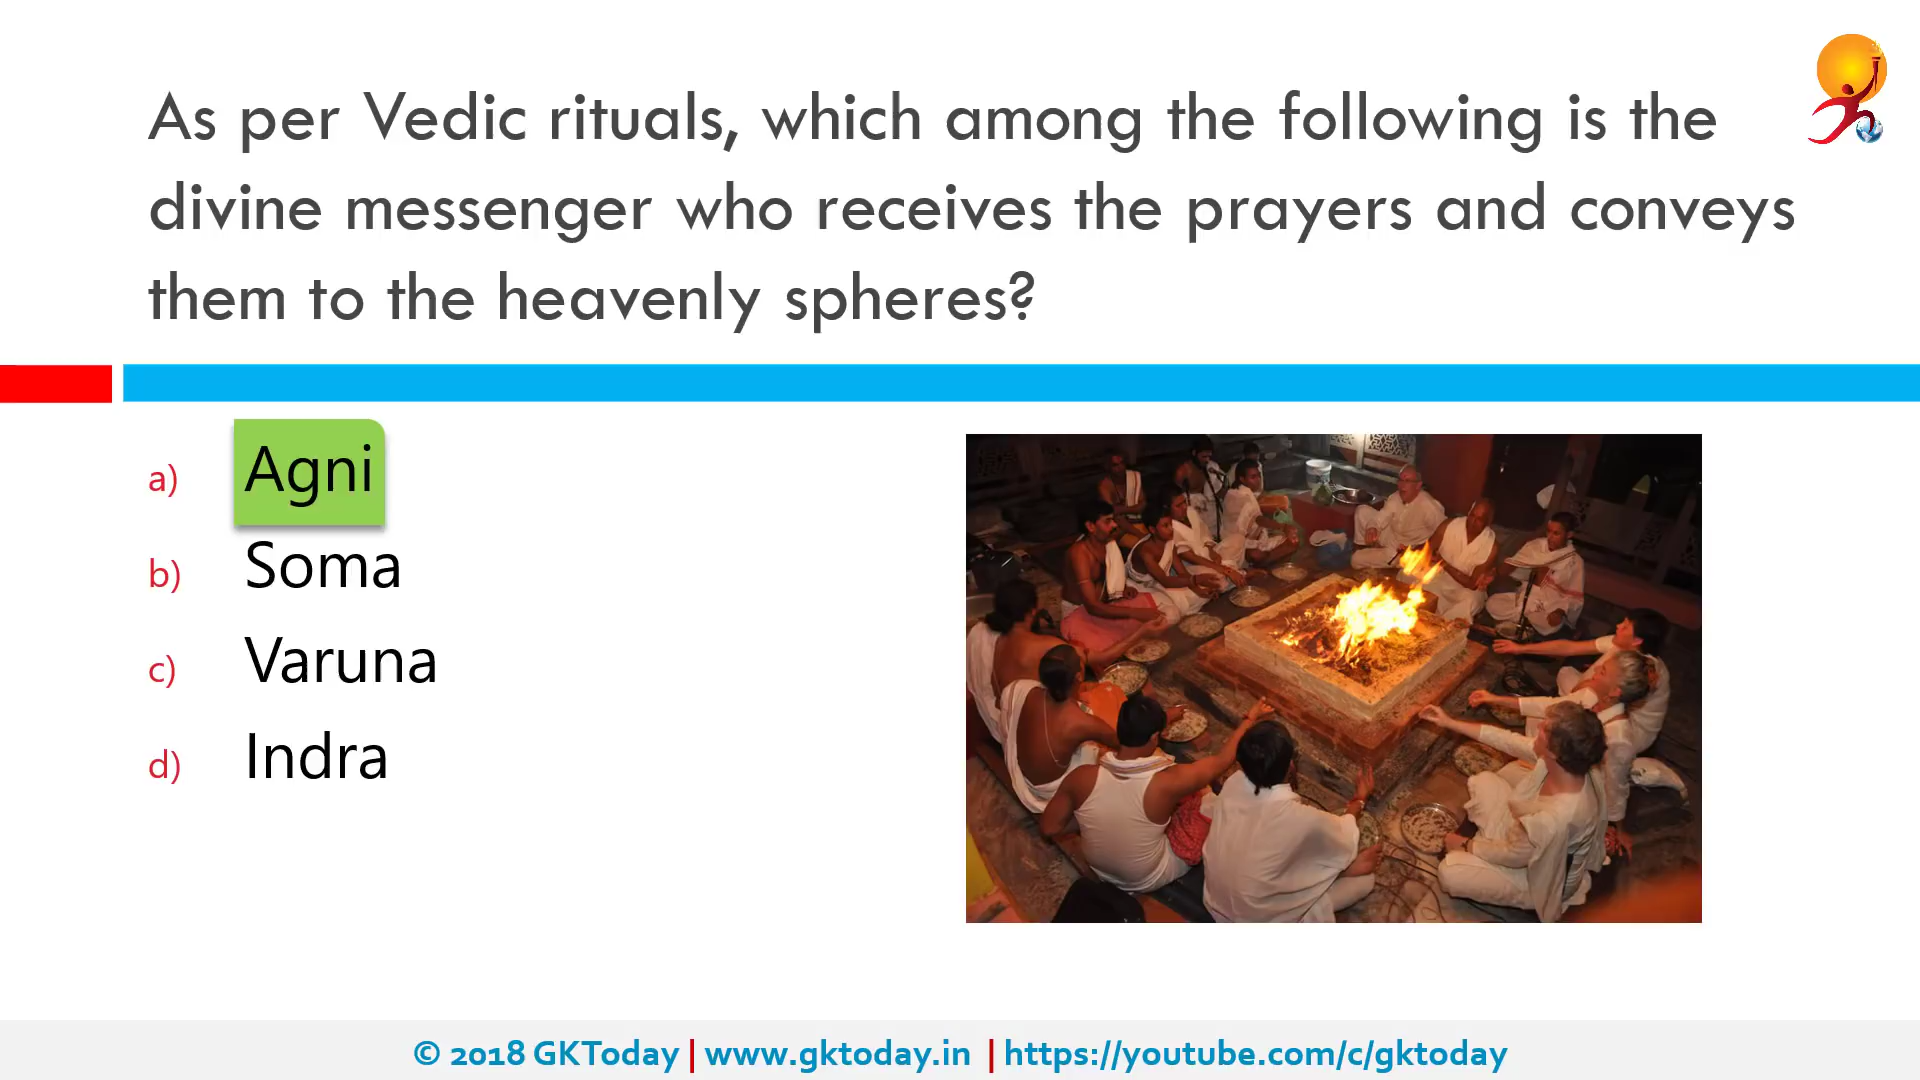 As per Vedic rituals, which among the following is the
divine messenger who receives the prayers and conveys
them to the heavenly spheres?
a) Agni
b) Soma
c) Varuna
d) Indra
© 2018 GKToday | www.gktoday.in | https://youtube.com/c/gktoday